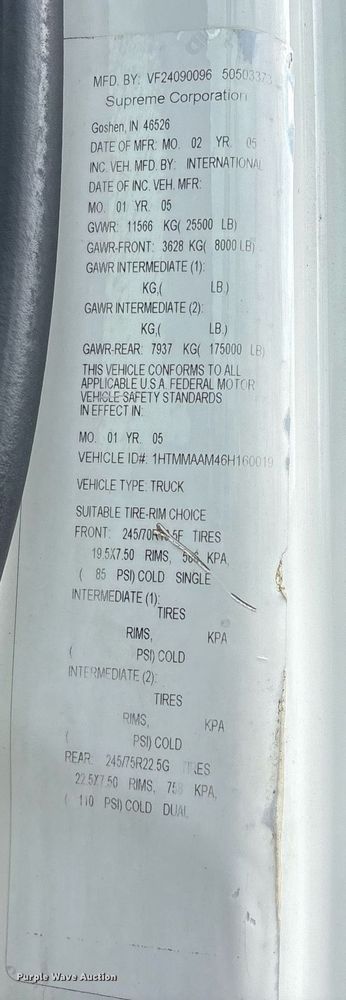 MFD. BY: VF24090096 50503373
Supreme Corporation
Goshen, IN 46526
DATE OF MFR: MO. 02 YR. 05
INC. VEH. MFD. BY: INTERNATIONAL
DATE OF INC. VEH. MFR:
MO. 01 YR. 05
GVWR: 11566 KG( 25500 LB)
GAWR-FRONT: 3628 KG( 8000 LB)
GAWR INTERMEDIATE (1):
KG,( LB.)
GAWR INTERMEDIATE (2):
KG,( LB.)
GAWR-REAR: 7937 KG( 175000 LB)
THIS VEHICLE CONFORMS TO ALL
APPLICABLE U.S.A. FEDERAL MOTOR
VEHICLE SAFETY STANDARDS
IN EFFECT IN:
MO. 01 YR. 05
VEHICLE ID#: 1HTMMAAM46H160019
VEHICLE TYPE: TRUCK
SUITABLE TIRE-RIM CHOICE
FRONT: TIRES
19.5X7.50 RIMS, KPA,
( 85 PSI) COLD SINGLE
INTERMEDIATE (1):
TIRES
RIMS, KPA
( PSI) COLD
INTERMEDIATE (2):
TIRES
RIMS, KPA
( PSI) COLD
REAR: 245/75R22.5G TIRES
22.5X7.50 RIMS, KPA,
( 110 PSI) COLD DUAL
Purple Wave Auction